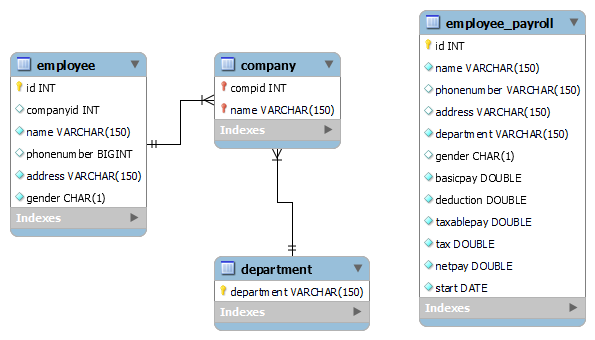 employee
id INT
companyid INT
name VARCHAR(150)
phonenumber BIGINT
address VARCHAR(150)
gender CHAR(1)
Indexes
company
compid INT
name VARCHAR(150)
Indexes
department
department VARCHAR(150)
Indexes
employee_payroll
id INT
name VARCHAR(150)
phonenumber VARCHAR(150)
address VARCHAR(150)
department VARCHAR(150)
gender CHAR(1)
basicpay DOUBLE
deduction DOUBLE
taxablepay DOUBLE
tax DOUBLE
netpay DOUBLE
start DATE
Indexes